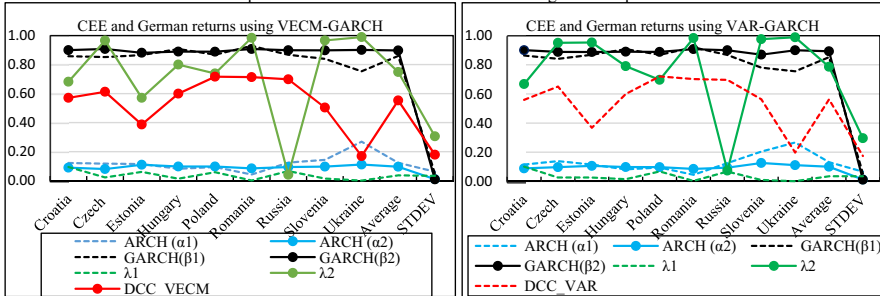 CEE and German returns using VECM-GARCH
1.00
0.80
0.60
0.40
0.20
0.00
Croatia
Czech
Estonia
Hungary
Poland
Romania
Russia
Slovenia
Ukraine
Average
STDEV
ARCH (α1)
ARCH (α2)
GARCH(β1)
GARCH(β2)
λ1
λ2
DCC_VECM
CEE and German returns using VAR-GARCH
1.00
0.80
0.60
0.40
0.20
0.00
Croatia
Czech
Estonia
Hungary
Poland
Romania
Russia
Slovenia
Ukraine
Average
STDEV
ARCH (α1)
ARCH (α2)
GARCH(β1)
GARCH(β2)
λ1
λ2
DCC_VAR